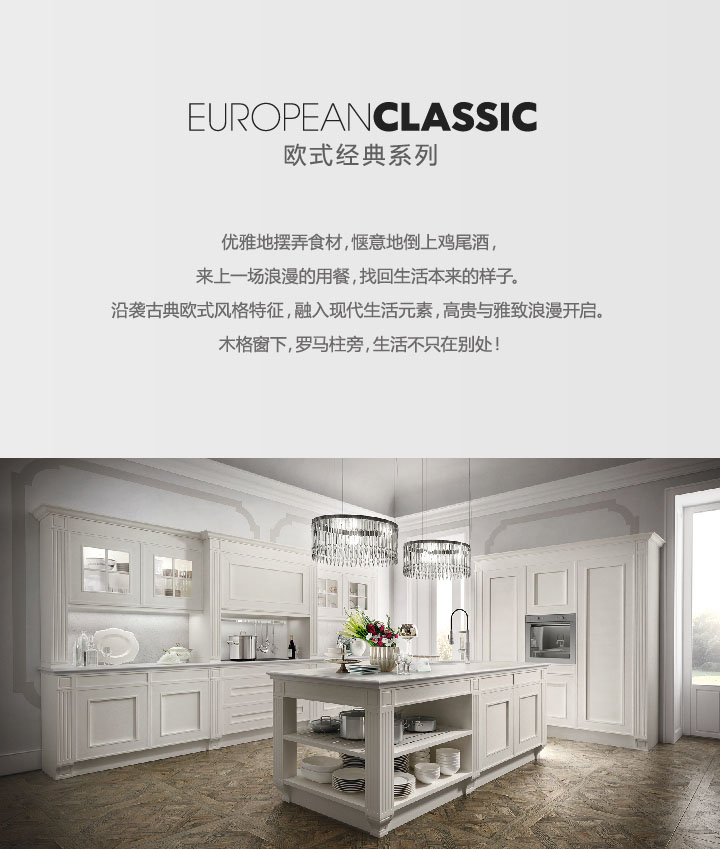 EUROPEANCLASSIC
欧式经典系列
优雅地摆弄食材,惬意地倒上鸡尾酒,
来上一场浪漫的用餐,找回生活本来的样子。
沿袭古典欧式风格特征,融入现代生活元素,高贵与雅致浪漫开启。
木格窗下,罗马柱旁,生活不只在别处!